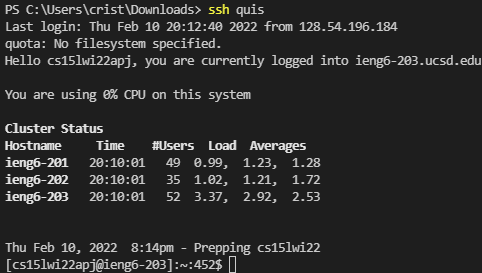 PS C:\Users\crist\Downloads> ssh quis
Last login: Thu Feb 10 20:12:40 2022 from 128.54.196.184
quota: No filesystem specified.
Hello cs15lwi22apj, you are currently logged into ieng6-203.ucsd.edu
You are using 0% CPU on this system
Cluster Status
Hostname     Time    #Users  Load  Averages
ieng6-201   20:10:01   49  0.99,  1.23,  1.28
ieng6-202   20:10:01   35  1.02,  1.21,  1.72
ieng6-203   20:10:01   52  3.37,  2.92,  2.53
Thu Feb 10, 2022  8:14pm - Prepping cs15lwi22
[cs15lwi22apj@ieng6-203]:~:452$